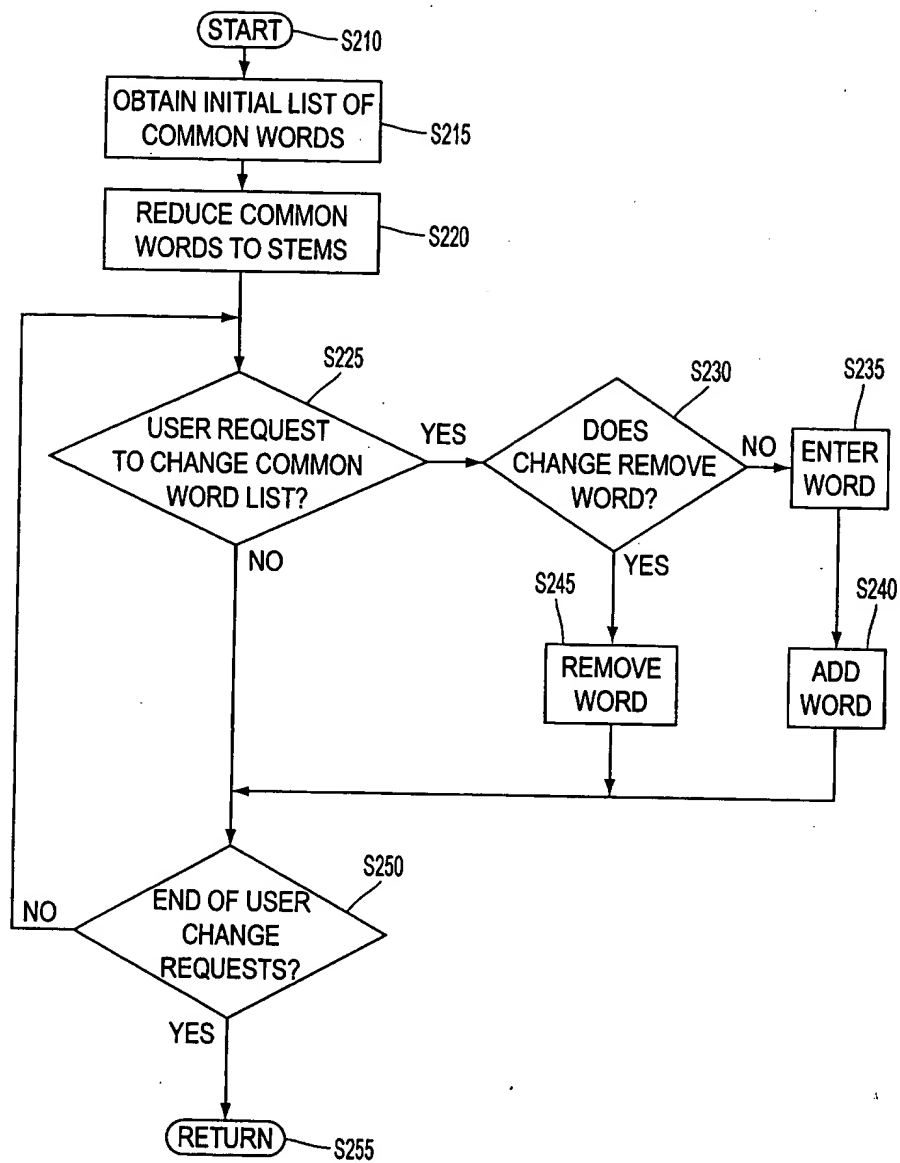 START
S210
OBTAIN INITIAL LIST OF
COMMON WORDS
S215
REDUCE COMMON
WORDS TO STEMS
S220
S225
USER REQUEST
TO CHANGE COMMON
WORD LIST?
YES
NO
S230
DOES
CHANGE REMOVE
WORD?
NO
YES
S235
ENTER
WORD
S245
REMOVE
WORD
S240
ADD
WORD
S250
END OF USER
CHANGE
REQUESTS?
NO
YES
RETURN
S255